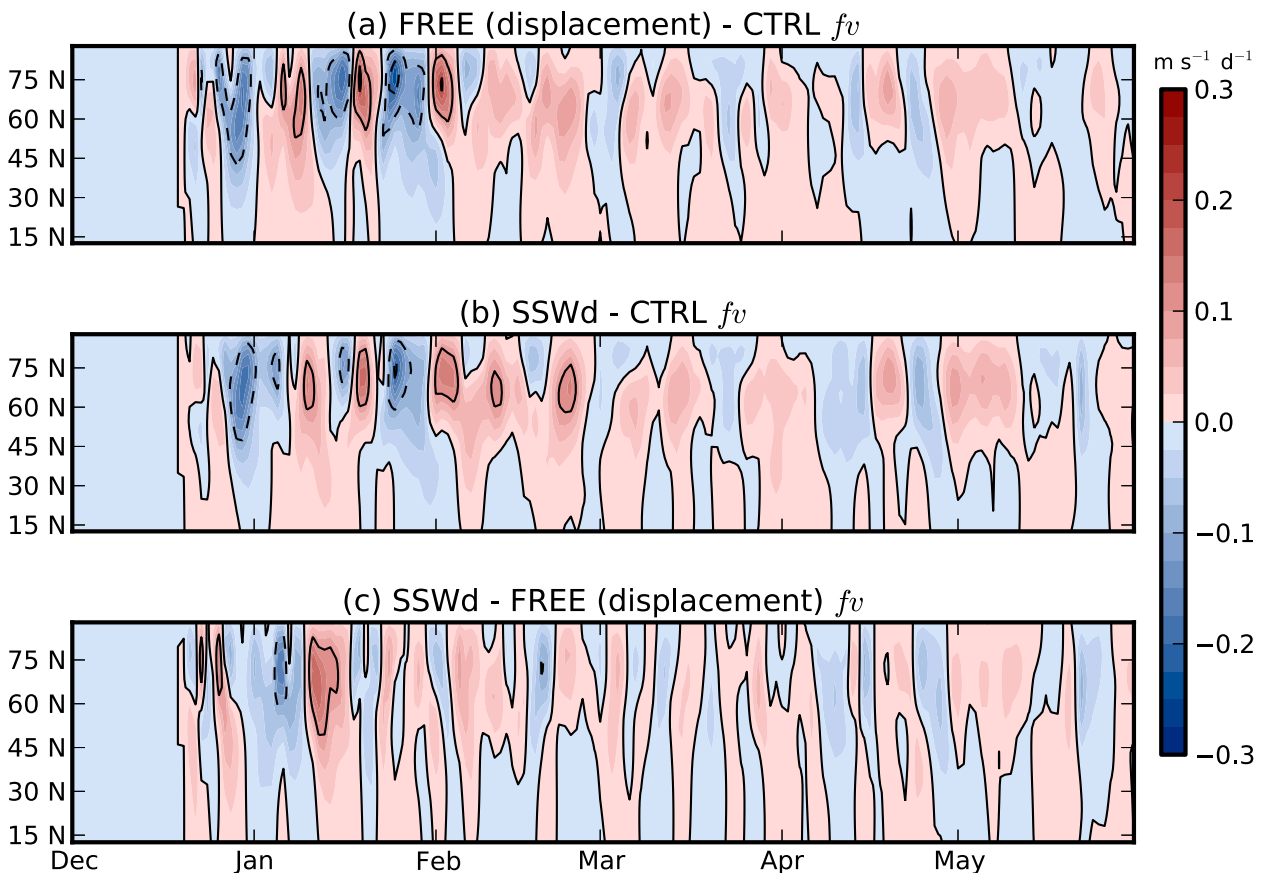 (a) FREE (displacement) - CTRL fv
75 N
60 N
45 N
30 N
15 N
(b) SSWd - CTRL fv
75 N
60 N
45 N
30 N
15 N
(c) SSWd - FREE (displacement) fv
75 N
60 N
45 N
30 N
15 N
Dec Jan Feb Mar Apr May
m s⁻¹ d⁻¹
0.3
0.2
0.1
0.0
−0.1
−0.2
−0.3